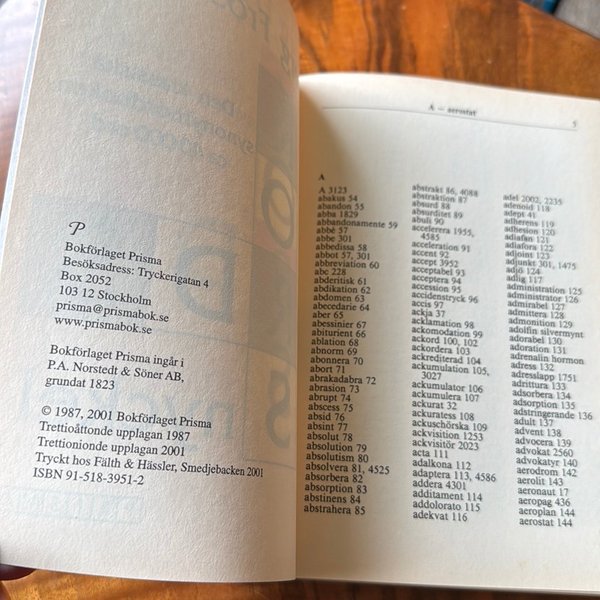 P
Bokförlaget Prisma
Besöksadress: Tryckerigatan 4
Box 2052
103 12 Stockholm
prisma@prismabok.se
www.prismabok.se
Bokförlaget Prisma ingår i
P.A. Norstedt & Söner AB,
grundat 1823
© 1987, 2001 Bokförlaget Prisma
Trettioåttonde upplagan 1987
Trettionionde upplagan 2001
Tryckt hos Fälth & Hässler, Smedjebacken 2001
ISBN 91-518-3951-2
A — aerostat 5
A
A 3123
abakus 54
abandon 55
abba 1829
abbandonamente 59
abbé 57
abbe 301
abbedissa 58
abbot 57, 301
abbreviation 60
abc 228
abderitisk 61
abdikation 62
abdomen 63
abecedarie 64
aber 65
abessinier 67
abiturient 66
ablation 68
abnorm 69
abonnera 70
abort 71
abrakadabra 72
abrasion 73
abrupt 74
abscess 75
absid 76
absint 77
absolut 78
absolution 79
absolutism 80
absolvera 81, 4525
absorbera 82
absorption 83
abstinens 84
abstrahera 85
abstrakt 86, 4088
abstraktion 87
absurd 88
absurditet 89
abuli 90
accelerera 1955,
4585
acceleration 91
accent 92
accept 3952
acceptabel 93
acceptera 94
accession 95
accidenstryck 96
accis 97
ackja 37
acklamation 98
ackomodation 99
ackord 100, 102
ackordera 103
ackrediterad 104
ackumulation 105,
3027
ackumulator 106
ackumulera 107
ackurat 32
ackuratess 108
ackuschörska 109
ackvisition 1253
ackvisitör 2023
acta 111
adalkona 112
adaptera 113, 4586
addera 4301
additament 114
addolorato 115
adekvat 116
adel 2002, 2235
adenoid 118
adept 41
adherens 119
adhesion 120
adiafan 121
adiafora 122
adjoint 123
adjunkt 301, 1475
adjö 124
adlig 117
administration 125
administrator 126
admirabel 127
admittera 128
admonition 129
adolfin silvermynt
adorabel 130
adoration 131
adrenalin hormon
adress 132
adresslapp 1751
adrittura 133
adsorbera 134
adsorption 135
adstringerande 136
adult 137
advent 138
advocera 139
advokat 2560
advokatyr 140
aerodrom 142
aerolit 143
aeronaut 17
aeropag 436
aeroplan 144
aerostat 144